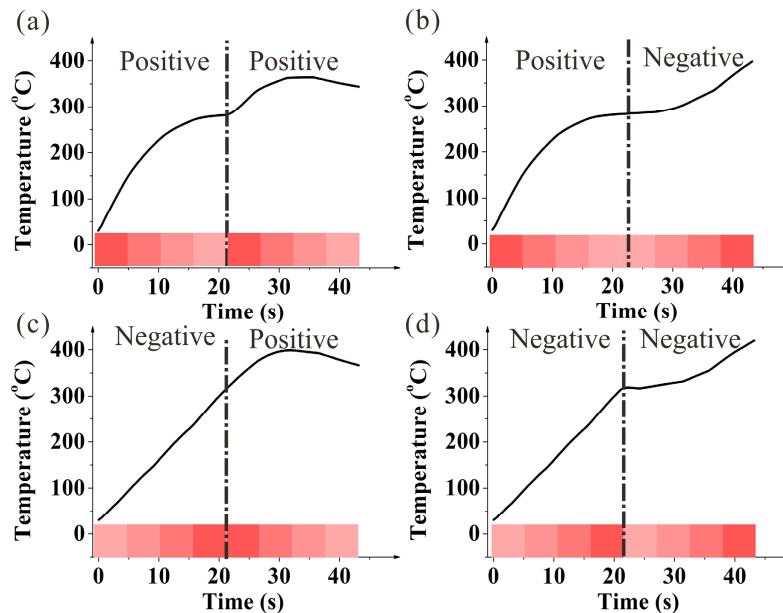 (a)
Positive Positive
Temperature (°C)
400
300
200
100
0
0 10 20 30 40
Time (s)
(b)
Positive Negative
Temperature (°C)
400
300
200
100
0
0 10 20 30 40
Timc (s)
(c)
Negative Positive
Temperature (°C)
400
300
200
100
0
0 10 20 30 40
Time (s)
(d)
Negative Negative
Temperature (°C)
400
300
200
100
0
0 10 20 30 40
Time (s)